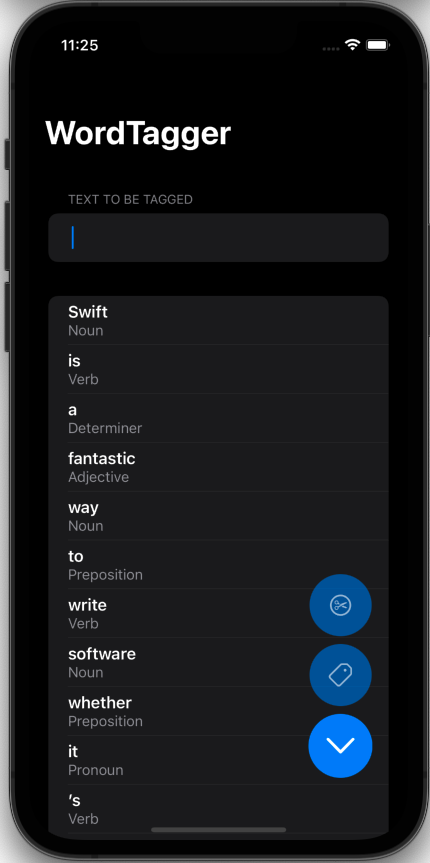 11:25
WordTagger
TEXT TO BE TAGGED
Swift
Noun
is
Verb
a
Determiner
fantastic
Adjective
way
Noun
to
Preposition
write
Verb
software
Noun
whether
Preposition
it
Pronoun
‘s
Verb